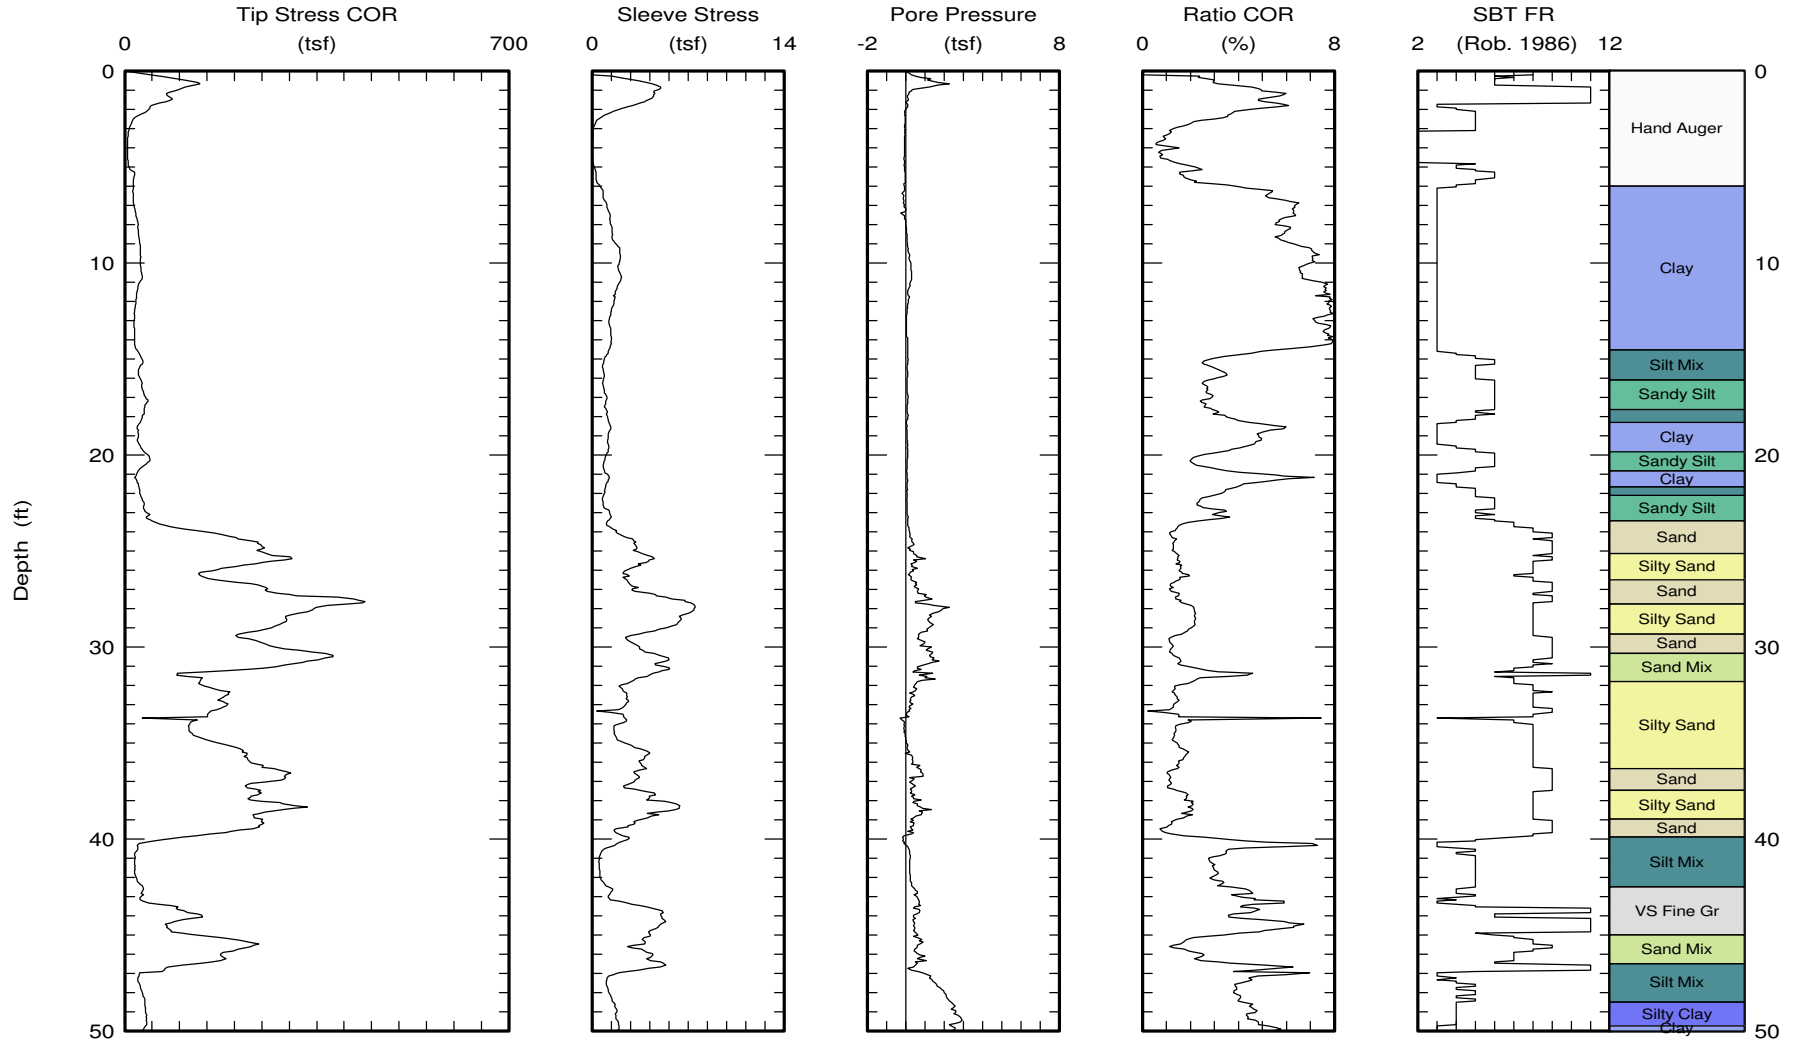 Tip Stress COR Sleeve Stress Pore Pressure Ratio COR SBT FR
0 (tsf) 700 0 (tsf) 14 -2 (tsf) 8 0 (%) 8 2 (Rob. 1986) 12
0 0
Hand Auger
10 Clay 10
Silt Mix
Sandy Silt
Clay
20 Sandy Silt 20
Clay
Sandy Silt
Sand
Silty Sand
Sand
Silty Sand
30 Sand 30
Sand Mix
Silty Sand
Sand
Silty Sand
Sand
40 40
Silt Mix
VS Fine Gr
Sand Mix
Silt Mix
Silty Clay
50 Clay 50
Depth (ft)